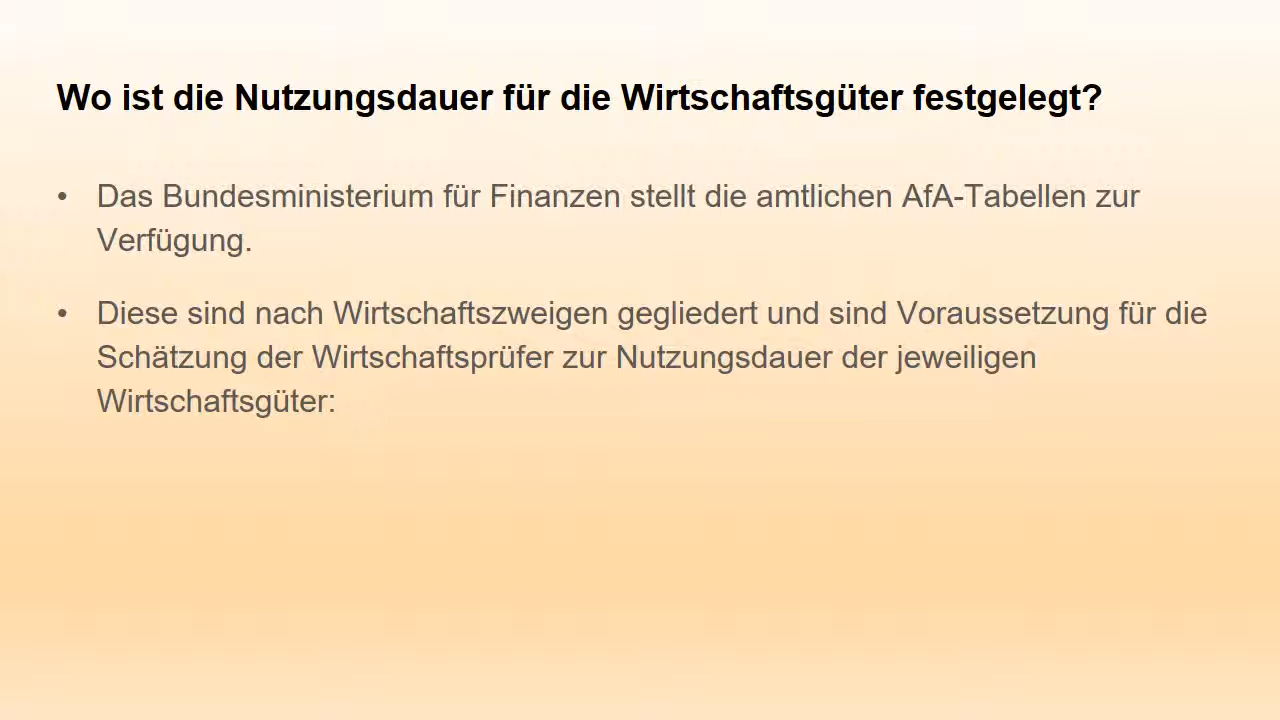 Wo ist die Nutzungsdauer für die Wirtschaftsgüter festgelegt?
• Das Bundesministerium für Finanzen stellt die amtlichen AfA-Tabellen zur
Verfügung.
• Diese sind nach Wirtschaftszweigen gegliedert und sind Voraussetzung für die
Schätzung der Wirtschaftsprüfer zur Nutzungsdauer der jeweiligen
Wirtschaftsgüter: